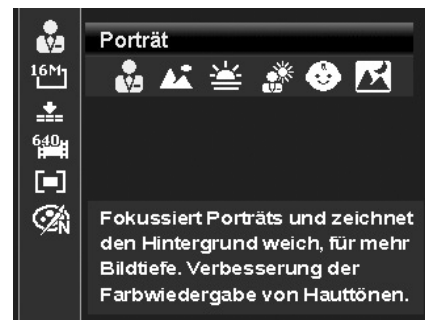 Porträt
16M
640
N
Fokussiert Porträts und zeichnet
den Hintergrund weich, für mehr
Bildtiefe. Verbesserung der
Farbwiedergabe von Hauttönen.